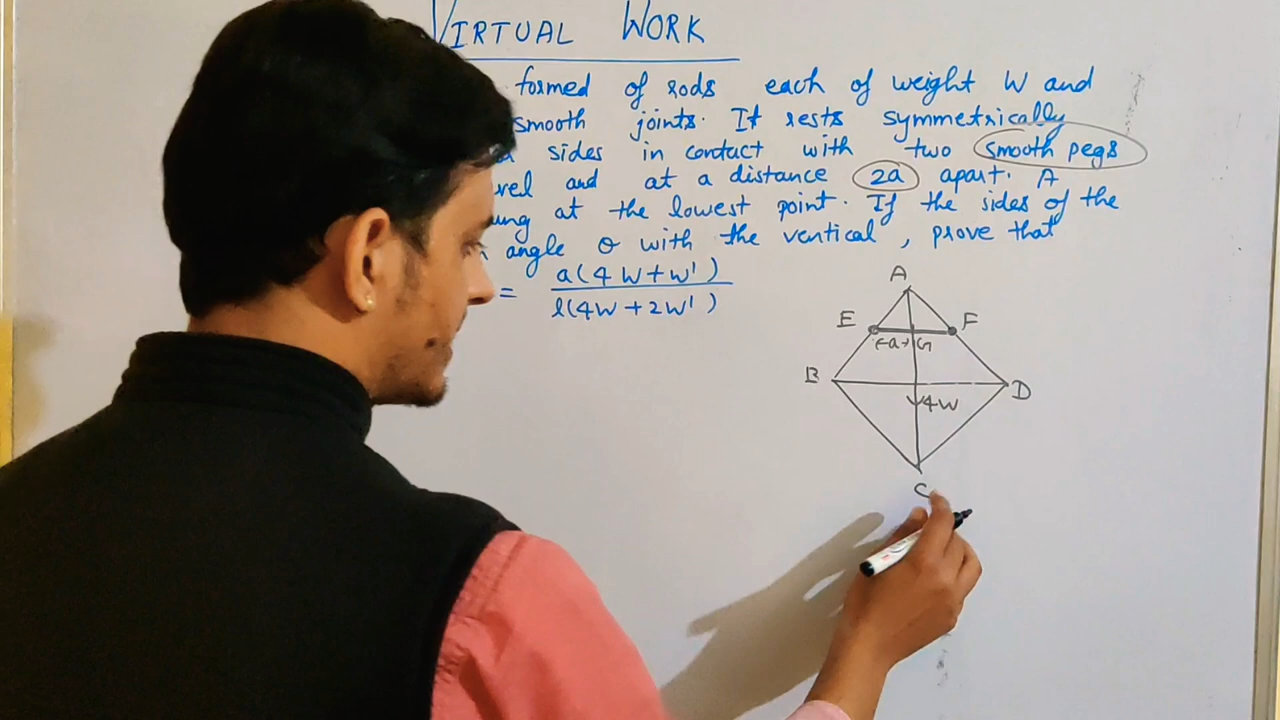 VIRTUAL WORK
formed of rods each of weight W and
smooth joints. It rests symmetrically
sides in contact with two smooth pegs
and at a distance 2a apart. A
at the lowest point. If the sides of the
angle θ with the vertical, prove that
= a(4W+W')
l(4W+2W')
A
E F
←a→ G
B D
4W
C